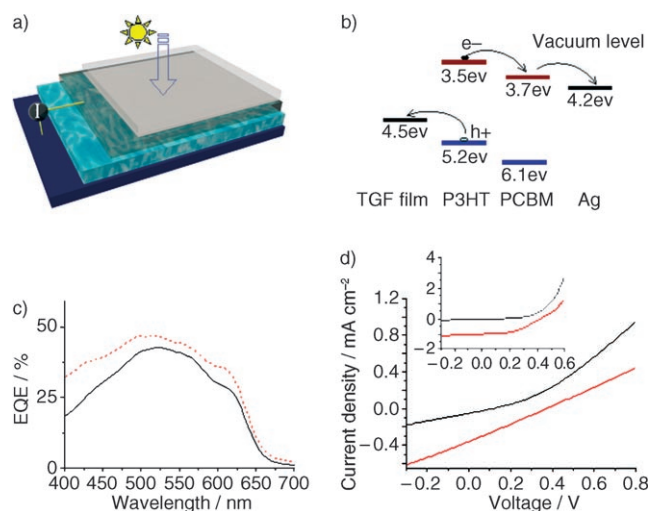 a)
I
b)
Vacuum level
e−
3.5ev
3.7ev
4.2ev
4.5ev
h+
5.2ev
6.1ev
TGF film P3HT PCBM Ag
c)
EQE / %
50
25
0
400 450 500 550 600 650 700
Wavelength / nm
d)
Current density / mA cm−2
1.2
0.8
0.4
0.0
−0.4
−0.2 0.0 0.2 0.4 0.6 0.8
Voltage / V
4
2
0
−2
−0.2 0.0 0.2 0.4 0.6